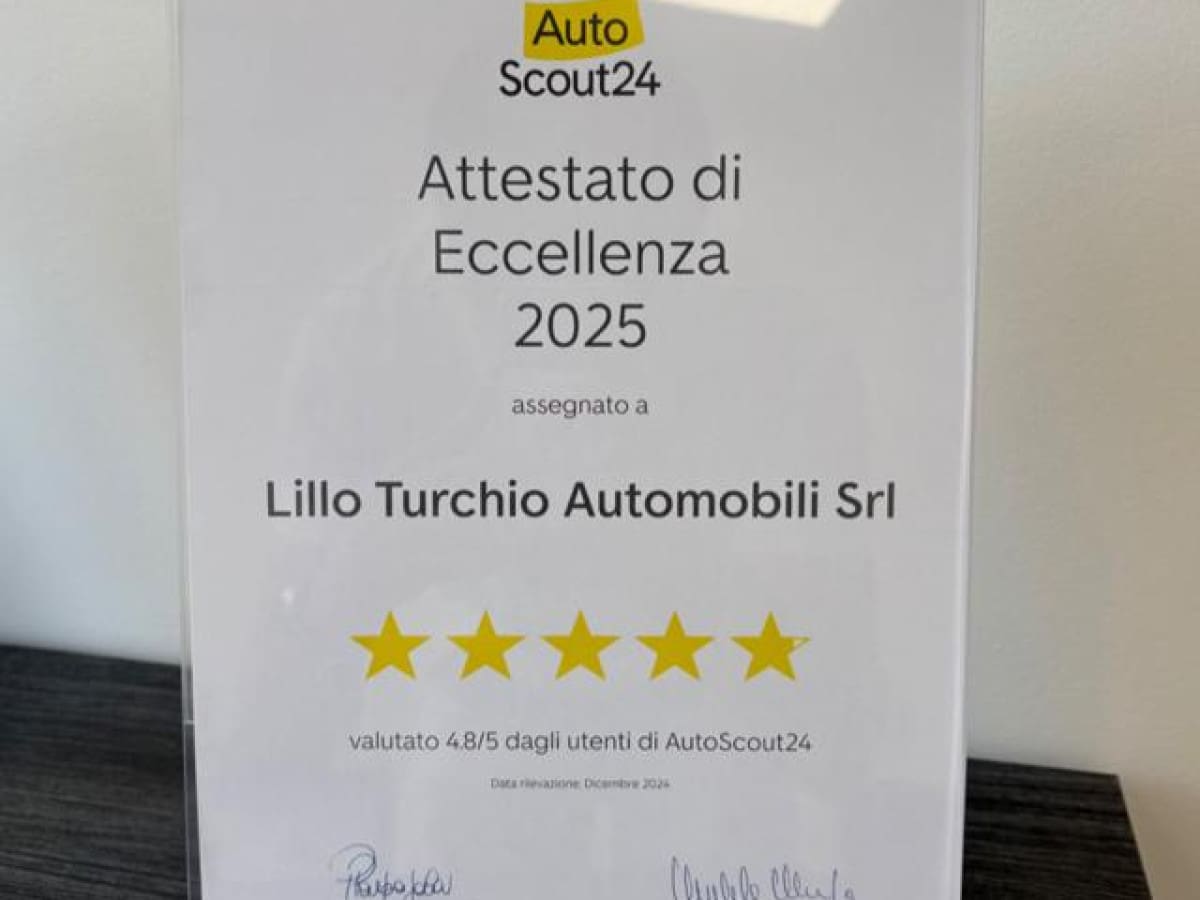 Auto
Scout24
Attestato di
Eccellenza
2025
assegnato a
Lillo Turchio Automobili Srl
valutato 4.8/5 dagli utenti di AutoScout24
Data rilevazione: Dicembre 2024